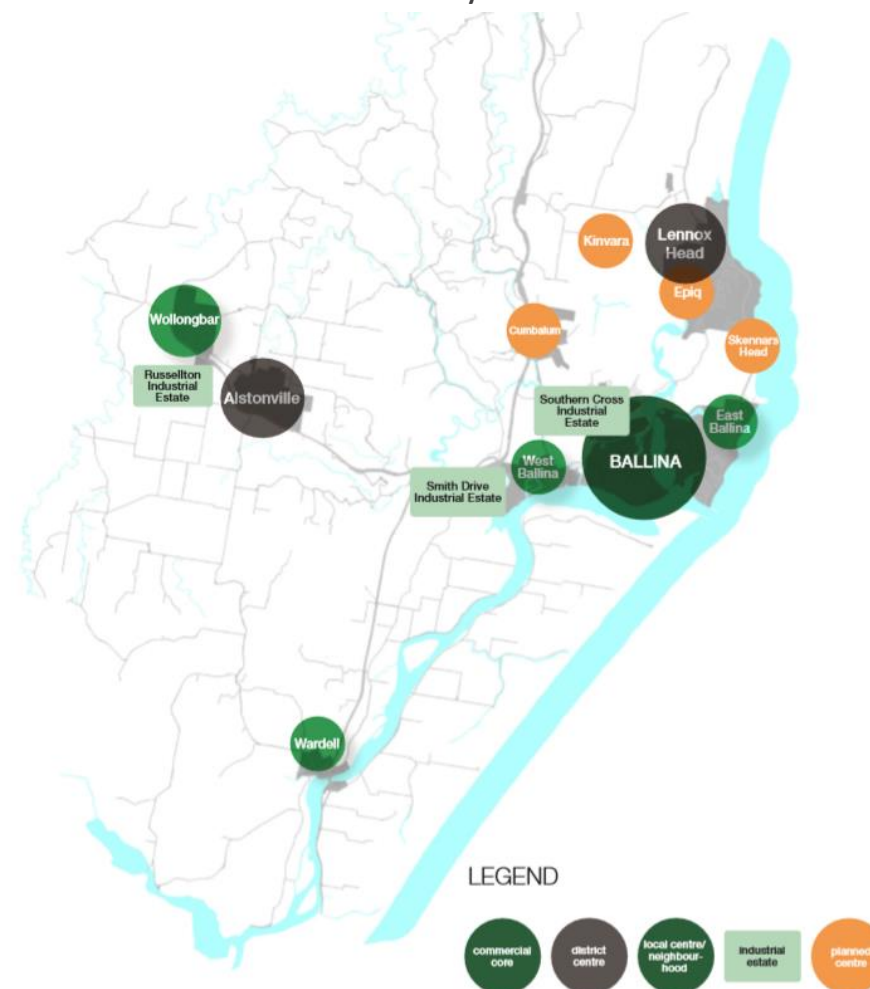 Kinvara
Lennox
Head
Epiq
Wollongbar
Cumbalum
Skennars
Head
Russellton
Industrial
Estate
Alstonville
Southern Cross
Industrial
Estate
East
Ballina
West
Ballina
BALLINA
Smith Drive
Industrial Estate
Wardell
LEGEND
commercial
core
district
centre
local centre/
neighbour-
hood
industrial
estate
planned
centre